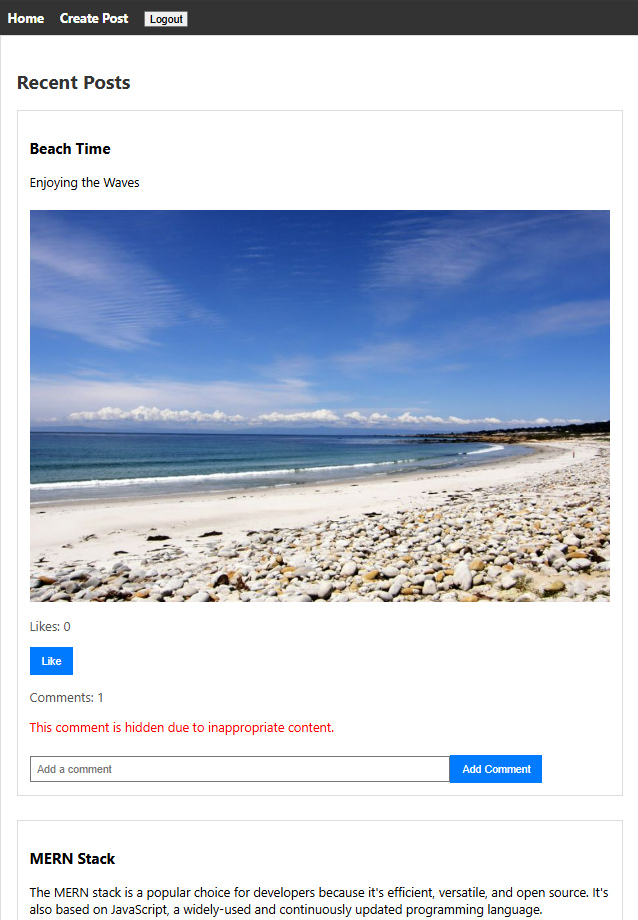 Home Create Post Logout
Recent Posts
Beach Time
Enjoying the Waves
Likes: 0
Like
Comments: 1
This comment is hidden due to inappropriate content.
Add a comment Add Comment
MERN Stack
The MERN stack is a popular choice for developers because it's efficient, versatile, and open source. It's
also based on JavaScript, a widely-used and continuously updated programming language.